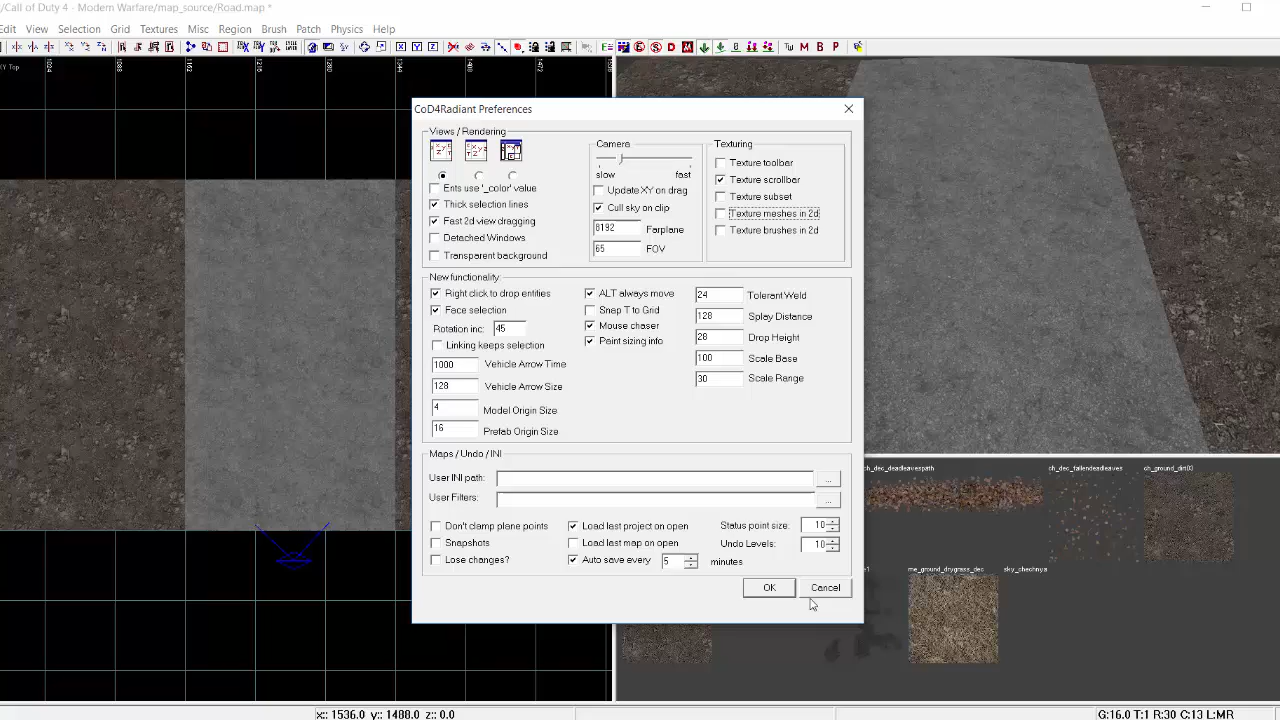 /Call of Duty 4 - Modern Warfare/map_source/Road.map *
Edit View Selection Grid Textures Misc Region Brush Patch Physics Help
XY Top
CoD4Radiant Preferences
Views / Rendering
Ents use '_color' value
Thick selection lines
Fast 2d view dragging
Detached Windows
Transparent background
Camera
slow fast
Update XY on drag
Cull sky on clip
8192 Farplane
65 FOV
Texturing
Texture toolbar
Texture scrollbar
Texture subset
Texture meshes in 2d
Texture brushes in 2d
New functionality:
Right click to drop entities
Face selection
Rotation inc: 45
Linking keeps selection
1000 Vehicle Arrow Time
128 Vehicle Arrow Size
4 Model Origin Size
16 Prefab Origin Size
ALT always move
Snap T to Grid
Mouse chaser
Paint sizing info
24 Tolerant Weld
128 Splay Distance
28 Drop Height
100 Scale Base
30 Scale Range
Maps / Undo / INI
User INI path: ...
User Filters: ...
Don't clamp plane points
Snapshots
Lose changes?
Load last project on open
Load last map on open
Auto save every 5 minutes
Status point size: 10
Undo Levels: 10
OK Cancel
ch_dec_deadleavespath ch_dec_fallendeadleaves ch_ground_dirt(X)
me_ground_drygrass_dec sky_chechnya
x:: 1536.0 y:: 1488.0 z:: 0.0
G:16.0 T:1 R:30 C:13 L:MR